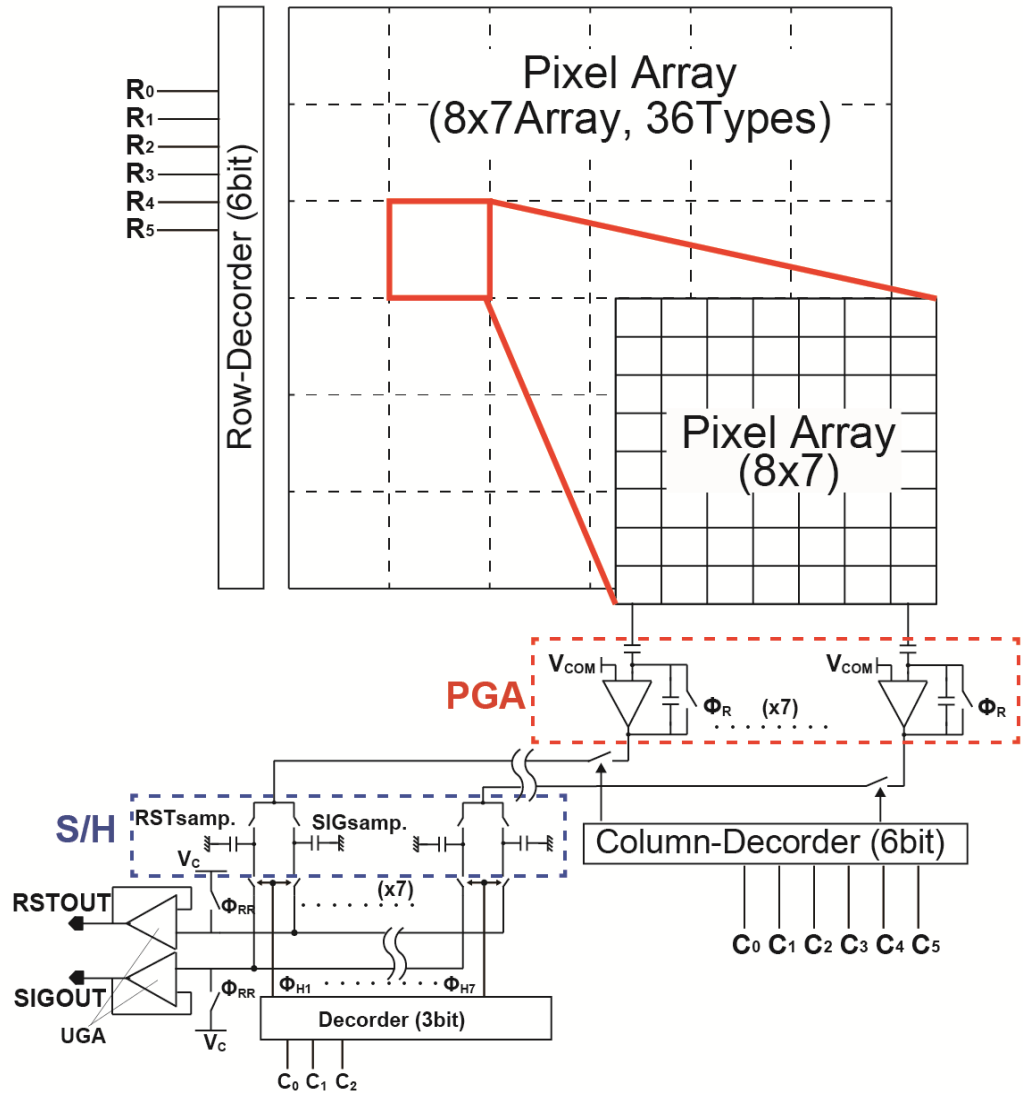 Pixel Array
(8x7Array, 36Types)
R0
R1
R2
R3
R4
R5
Row-Decorder (6bit)
Pixel Array
(8x7)
PGA
VCOM
ΦR
(x7)
VCOM
ΦR
S/H
RSTsamp.
SIGsamp.
Column-Decorder (6bit)
C0 C1 C2 C3 C4 C5
VC
(x7)
RSTOUT
ΦRR
SIGOUT
ΦRR
ΦH1
ΦH7
UGA
VC
Decorder (3bit)
C0 C1 C2